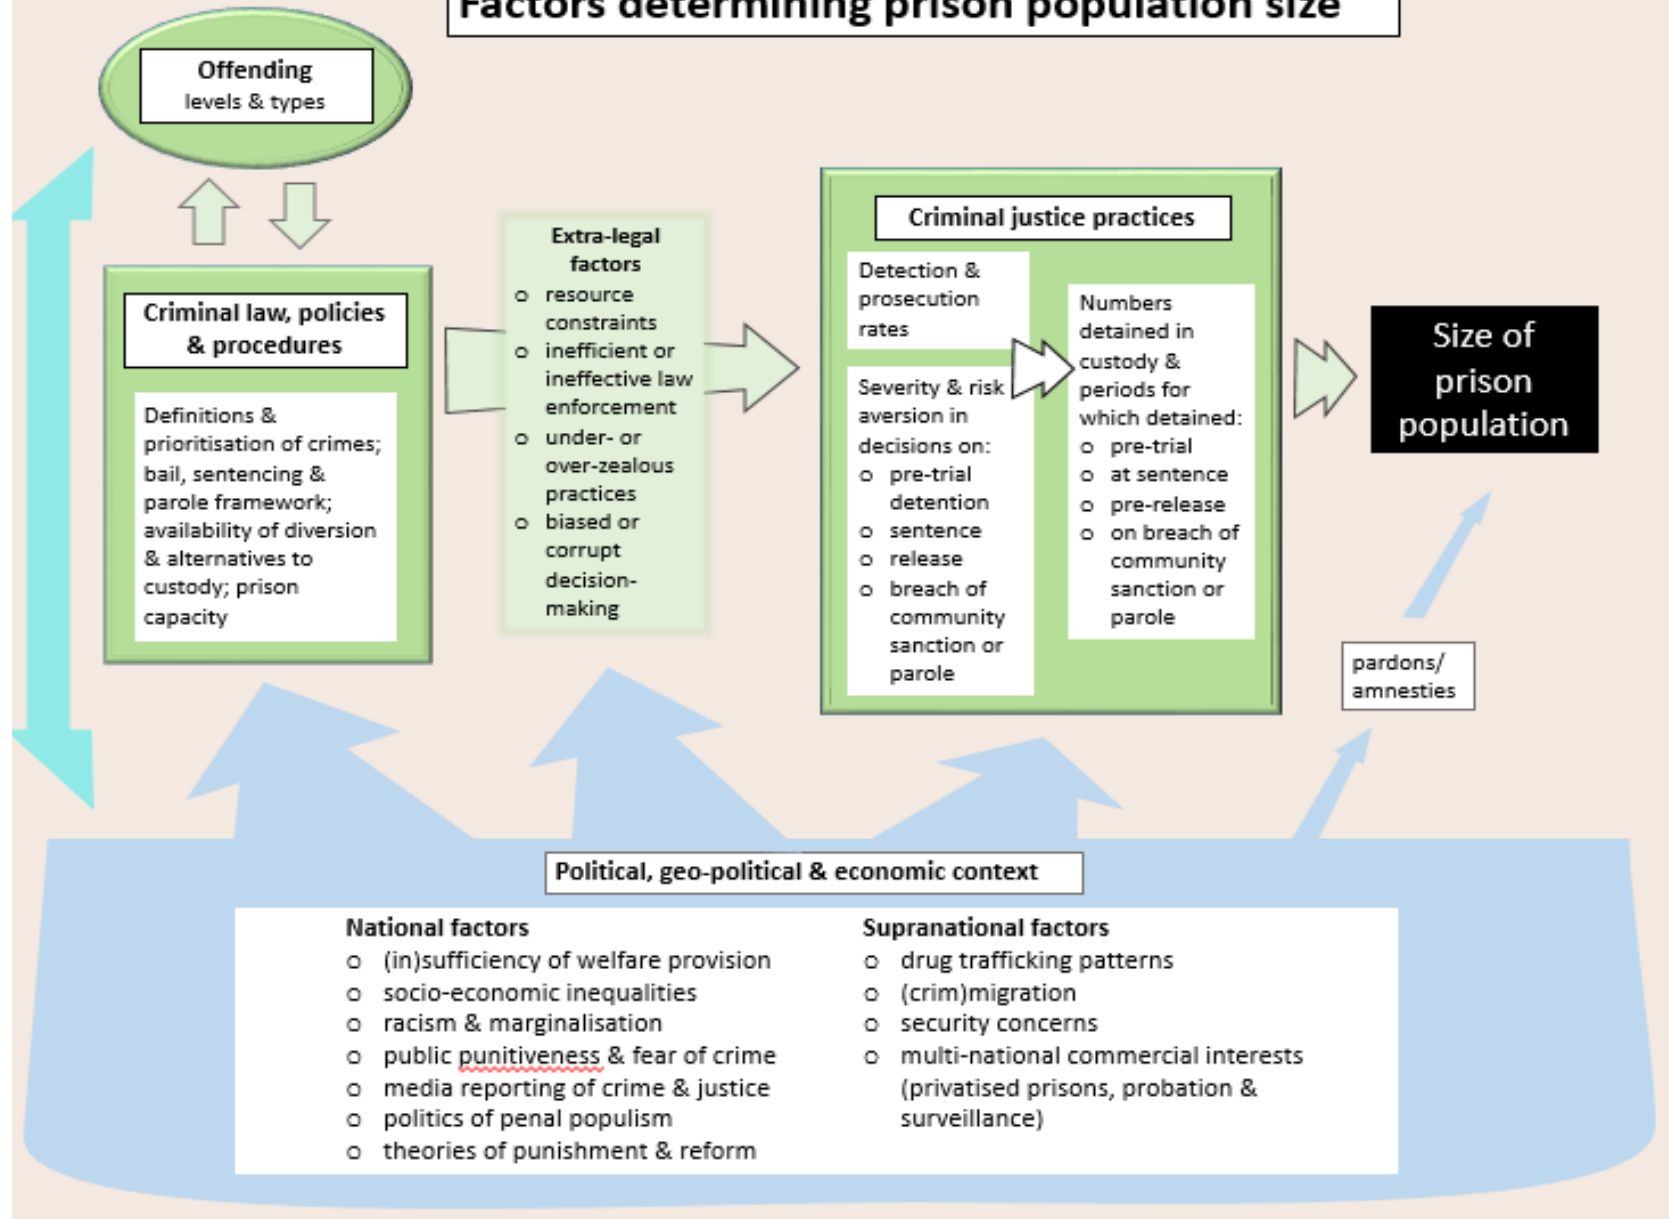 Factors determining prison population size
Offending
levels & types
Criminal law, policies
& procedures
Definitions &
prioritisation of crimes;
bail, sentencing &
parole framework;
availability of diversion
& alternatives to
custody; prison
capacity
Extra-legal
factors
o resource
constraints
o inefficient or
ineffective law
enforcement
o under- or
over-zealous
practices
o biased or
corrupt
decision-
making
Criminal justice practices
Detection &
prosecution
rates
Severity & risk
aversion in
decisions on:
o pre-trial
detention
o sentence
o release
o breach of
community
sanction or
parole
Numbers
detained in
custody &
periods for
which detained:
o pre-trial
o at sentence
o pre-release
o on breach of
community
sanction or
parole
Size of
prison
population
pardons/
amnesties
Political, geo-political & economic context
National factors
o (in)sufficiency of welfare provision
o socio-economic inequalities
o racism & marginalisation
o public punitiveness & fear of crime
o media reporting of crime & justice
o politics of penal populism
o theories of punishment & reform
Supranational factors
o drug trafficking patterns
o (crim)migration
o security concerns
o multi-national commercial interests
(privatised prisons, probation &
surveillance)